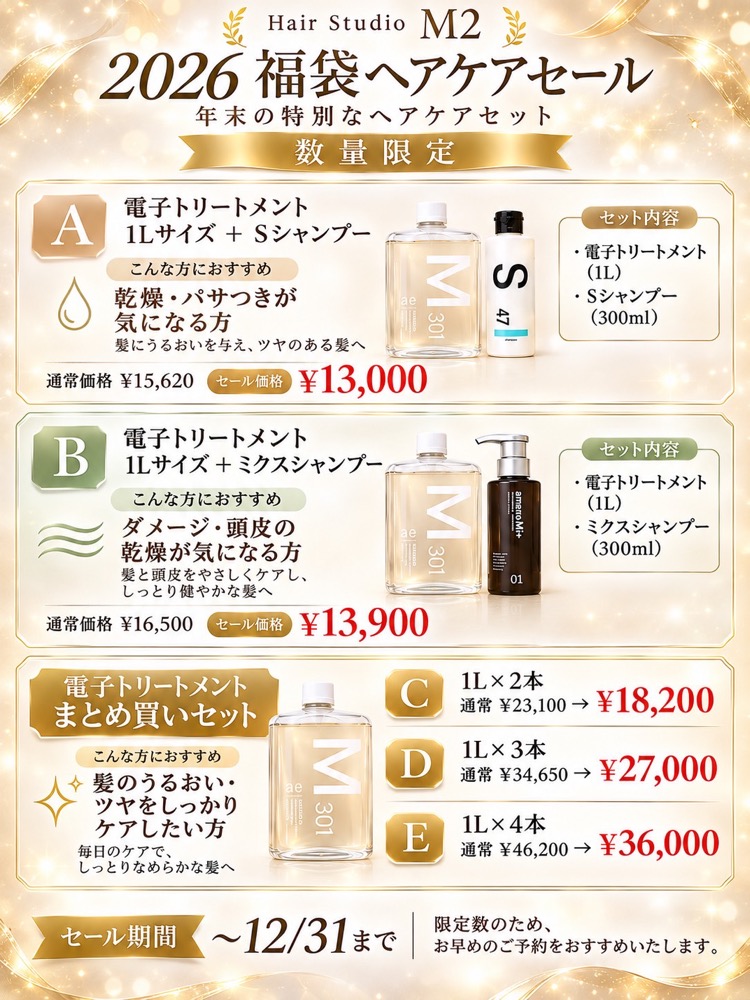 Hair Studio M2
2026 福袋ヘアケアセール
年末の特別なヘアケアセット
数量限定
A
電子トリートメント
1Lサイズ + Sシャンプー
こんな方におすすめ
乾燥・パサつきが
気になる方
髪にうるおいを与え、ツヤのある髪へ
通常価格 ¥15,620 セール価格 ¥13,000
M
301
ae
S
47
セット内容
・電子トリートメント
(1L)
・Sシャンプー
(300ml)
B
電子トリートメント
1Lサイズ + ミクスシャンプー
こんな方におすすめ
ダメージ・頭皮の
乾燥が気になる方
髪と頭皮をやさしくケアし、
しっとり健やかな髪へ
通常価格 ¥16,500 セール価格 ¥13,900
M
301
ae
01
セット内容
・電子トリートメント
(1L)
・ミクスシャンプー
(300ml)
電子トリートメント
まとめ買いセット
こんな方におすすめ
髪のうるおい・
ツヤをしっかり
ケアしたい方
毎日のケアで、
しっとりなめらかな髪へ
M
301
ae
C
1L×2本
通常 ¥23,100 → ¥18,200
D
1L×3本
通常 ¥34,650 → ¥27,000
E
1L×4本
通常 ¥46,200 → ¥36,000
セール期間 〜12/31まで
限定数のため、
お早めのご予約をおすすめいたします。